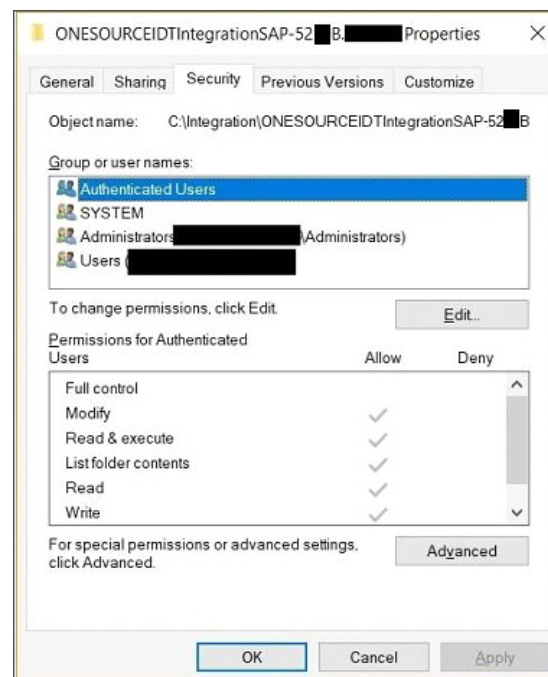 ONESOURCEIDTIntegrationSAP-52 B. Properties
General Sharing Security Previous Versions Customize
Object name: C:\Integration\ONESOURCEIDTIntegrationSAP-52 B
Group or user names:
Authenticated Users
SYSTEM
Administrators \Administrators)
Users (
To change permissions, click Edit.
Edit...
Permissions for Authenticated
Users Allow Deny
Full control
Modify
Read & execute
List folder contents
Read
Write
For special permissions or advanced settings,
click Advanced.
Advanced
OK Cancel Apply